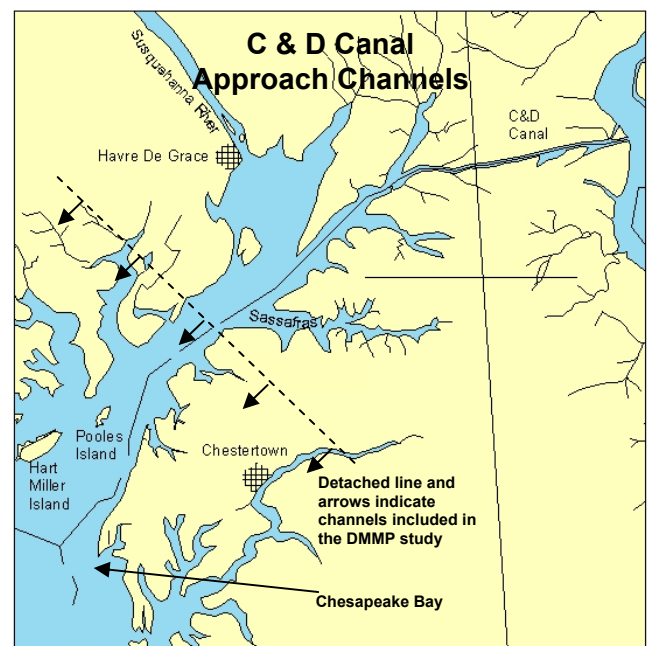 C & D Canal
Approach Channels
Susquehanna River
C&D
Canal
Havre De Grace
Sassafras
Pooles
Island
Hart
Miller
Island
Chestertown
Detached line and
arrows indicate
channels included in
the DMMP study
Chesapeake Bay